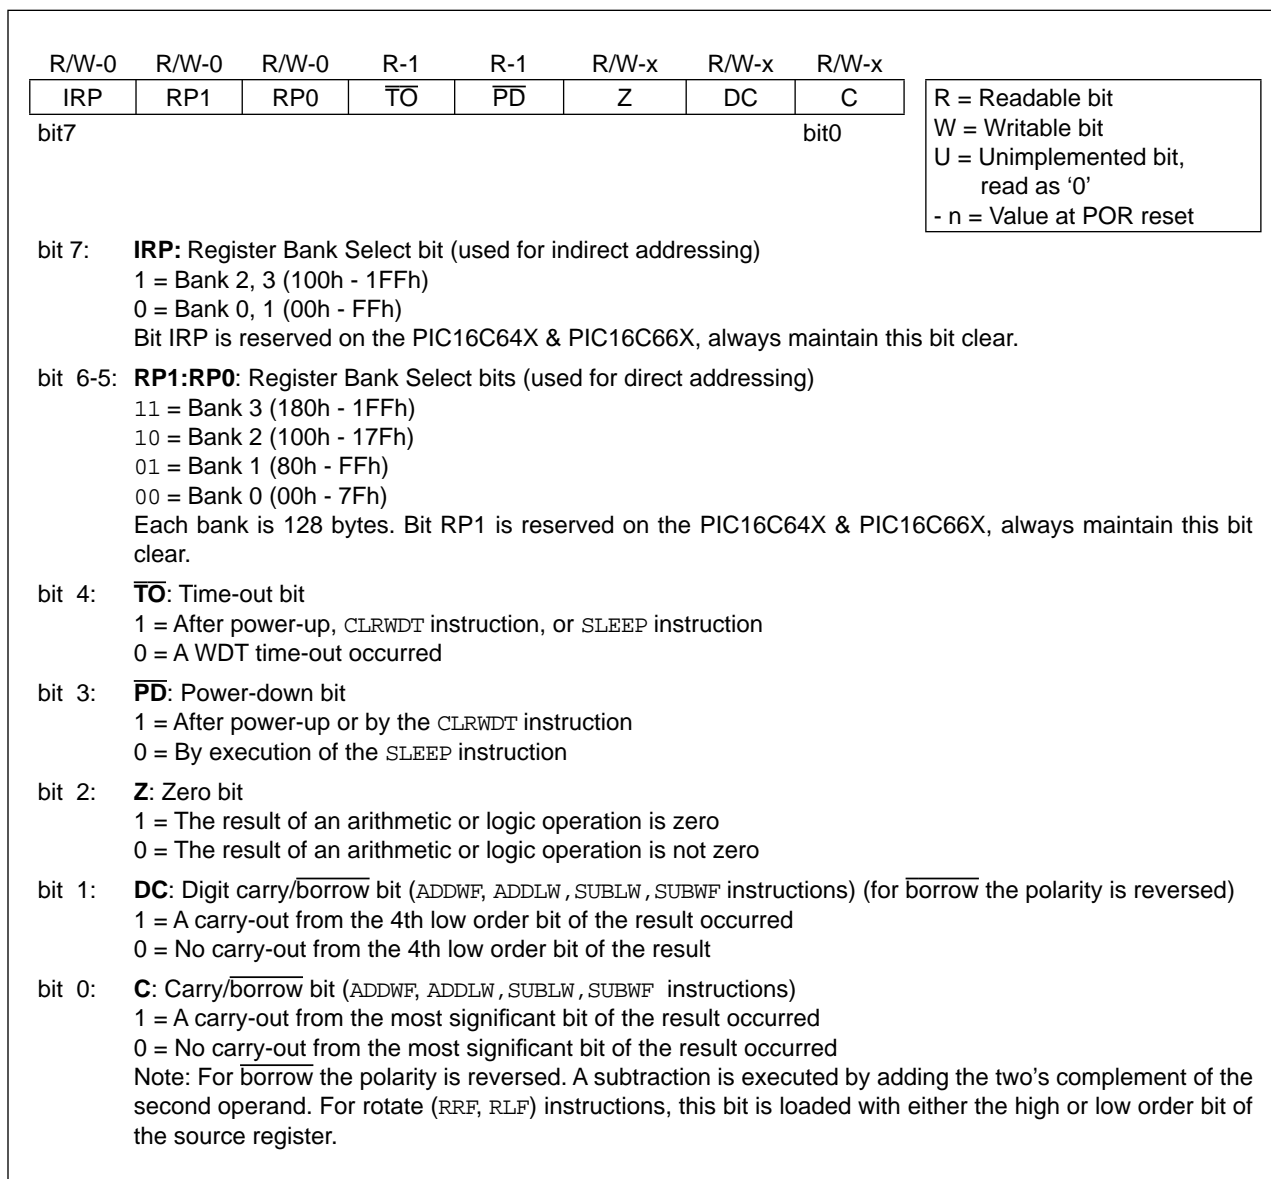 R/W-0 R/W-0 R/W-0 R-1 R-1 R/W-x R/W-x R/W-x
IRP RP1 RP0 T̅O̅ P̅D̅ Z DC C
bit7 bit0
R = Readable bit
W = Writable bit
U = Unimplemented bit,
read as ‘0’
- n = Value at POR reset
bit 7: IRP: Register Bank Select bit (used for indirect addressing)
1 = Bank 2, 3 (100h - 1FFh)
0 = Bank 0, 1 (00h - FFh)
Bit IRP is reserved on the PIC16C64X & PIC16C66X, always maintain this bit clear.
bit 6-5: RP1:RP0: Register Bank Select bits (used for direct addressing)
11 = Bank 3 (180h - 1FFh)
10 = Bank 2 (100h - 17Fh)
01 = Bank 1 (80h - FFh)
00 = Bank 0 (00h - 7Fh)
Each bank is 128 bytes. Bit RP1 is reserved on the PIC16C64X & PIC16C66X, always maintain this bit
clear.
bit 4: T̅O̅: Time-out bit
1 = After power-up, CLRWDT instruction, or SLEEP instruction
0 = A WDT time-out occurred
bit 3: P̅D̅: Power-down bit
1 = After power-up or by the CLRWDT instruction
0 = By execution of the SLEEP instruction
bit 2: Z: Zero bit
1 = The result of an arithmetic or logic operation is zero
0 = The result of an arithmetic or logic operation is not zero
bit 1: DC: Digit carry/b̅o̅r̅r̅o̅w̅ bit (ADDWF, ADDLW,SUBLW,SUBWF instructions) (for b̅o̅r̅r̅o̅w̅ the polarity is reversed)
1 = A carry-out from the 4th low order bit of the result occurred
0 = No carry-out from the 4th low order bit of the result
bit 0: C: Carry/b̅o̅r̅r̅o̅w̅ bit (ADDWF, ADDLW,SUBLW,SUBWF instructions)
1 = A carry-out from the most significant bit of the result occurred
0 = No carry-out from the most significant bit of the result occurred
Note: For b̅o̅r̅r̅o̅w̅ the polarity is reversed. A subtraction is executed by adding the two’s complement of the
second operand. For rotate (RRF, RLF) instructions, this bit is loaded with either the high or low order bit of
the source register.